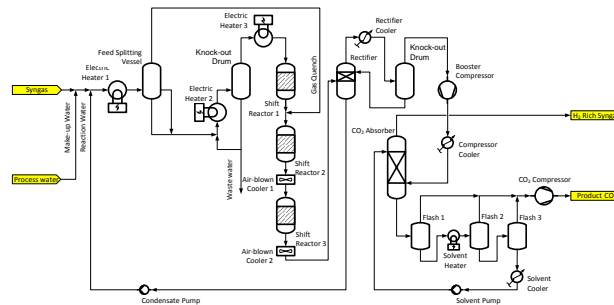 Electric
Heater 3
Rectifier
Cooler
Feed Splitting
Vessel
Knock-out
Drum
Rectifier
Knock-out
Drum
Electric
Heater 1
Electric
Heater 2
Gas Quench
Booster
Compressor
Syngas
Make-up Water
Reaction Water
Shift
Reactor 1
H₂ Rich Syngas
CO₂ Absorber
Compressor
Cooler
Process water
Waste water
Shift
Reactor 2
Air-blown
Cooler 1
CO₂ Compressor
Product CO
Flash 1
Flash 2
Flash 3
Shift
Reactor 3
Air-blown
Cooler 2
Solvent
Heater
Solvent
Cooler
Condensate Pump
Solvent Pump